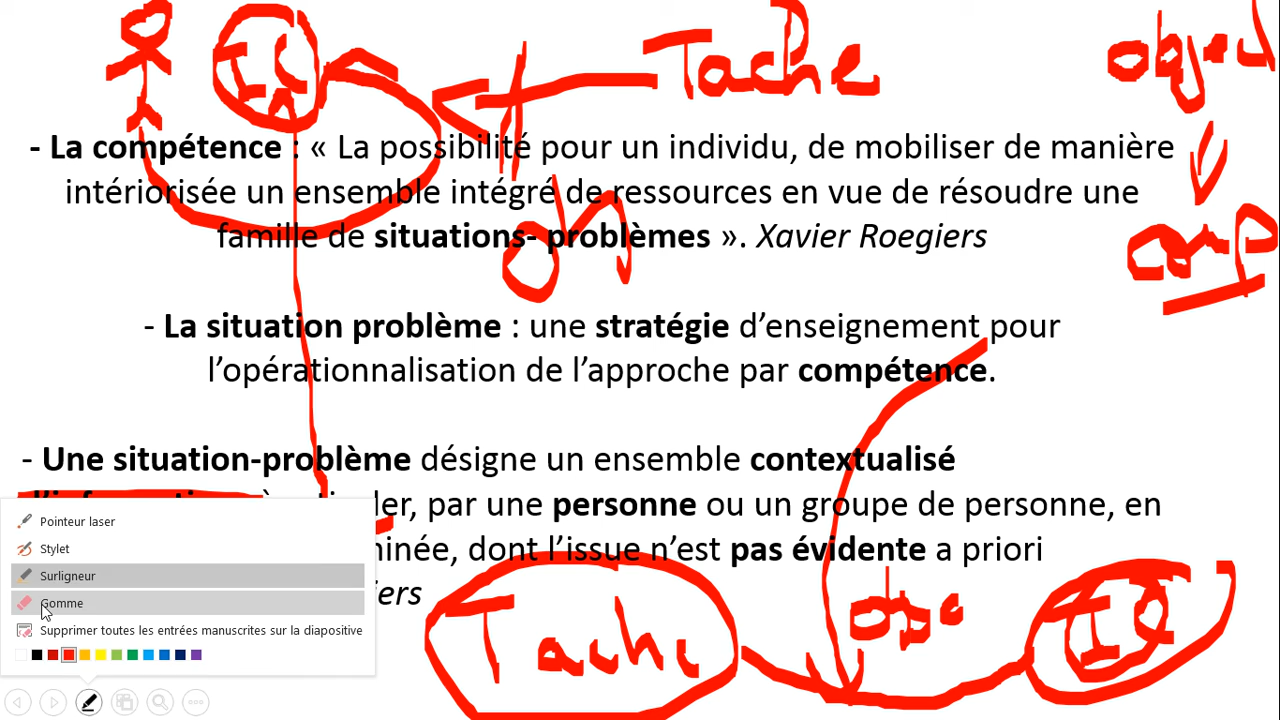 IC
Tache
objec
- La compétence : « La possibilité pour un individu, de mobiliser de manière
intériorisée un ensemble intégré de ressources en vue de résoudre une
famille de situations- problèmes ». Xavier Roegiers
obj
comp
- La situation problème : une stratégie d’enseignement pour
l’opérationnalisation de l’approche par compétence.
- Une situation-problème désigne un ensemble contextualisé
par une personne ou un groupe de personne, en
dont l’issue n’est pas évidente a priori
Pointeur laser
Stylet
Surligneur
Gomme
Supprimer toutes les entrées manuscrites sur la diapositive
Tache